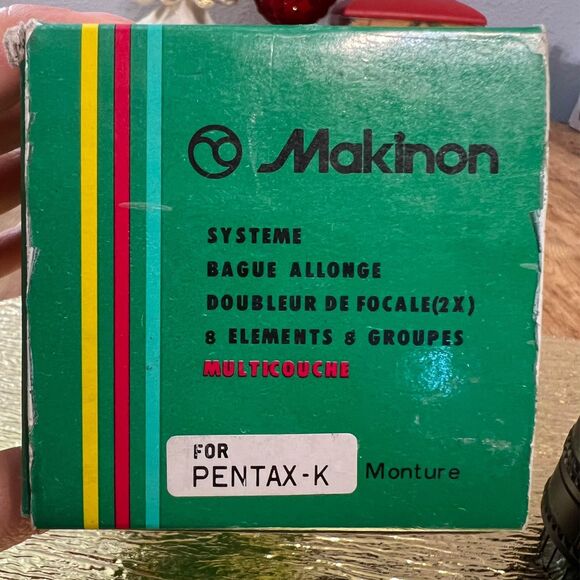 Makinon
SYSTEME
BAGUE ALLONGE
DOUBLEUR DE FOCALE(2X)
8 ELEMENTS 8 GROUPES
MULTICOUCHE
FOR
PENTAX-K Monture